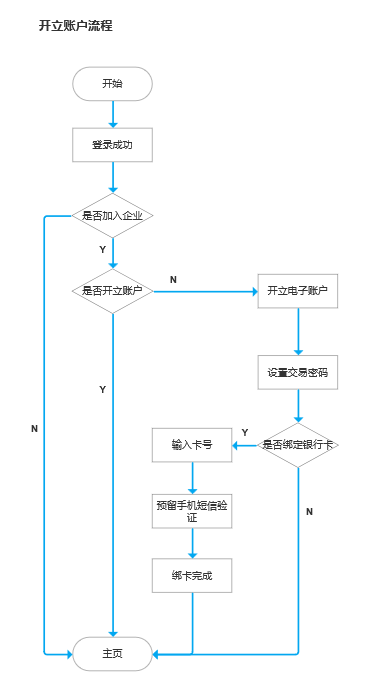 开立账户流程
开始
登录成功
是否加入企业
Y
是否开立账户
N
开立电子账户
设置交易密码
Y
N
Y
输入卡号
是否绑定银行卡
预留手机短信验
证
N
绑卡完成
主页